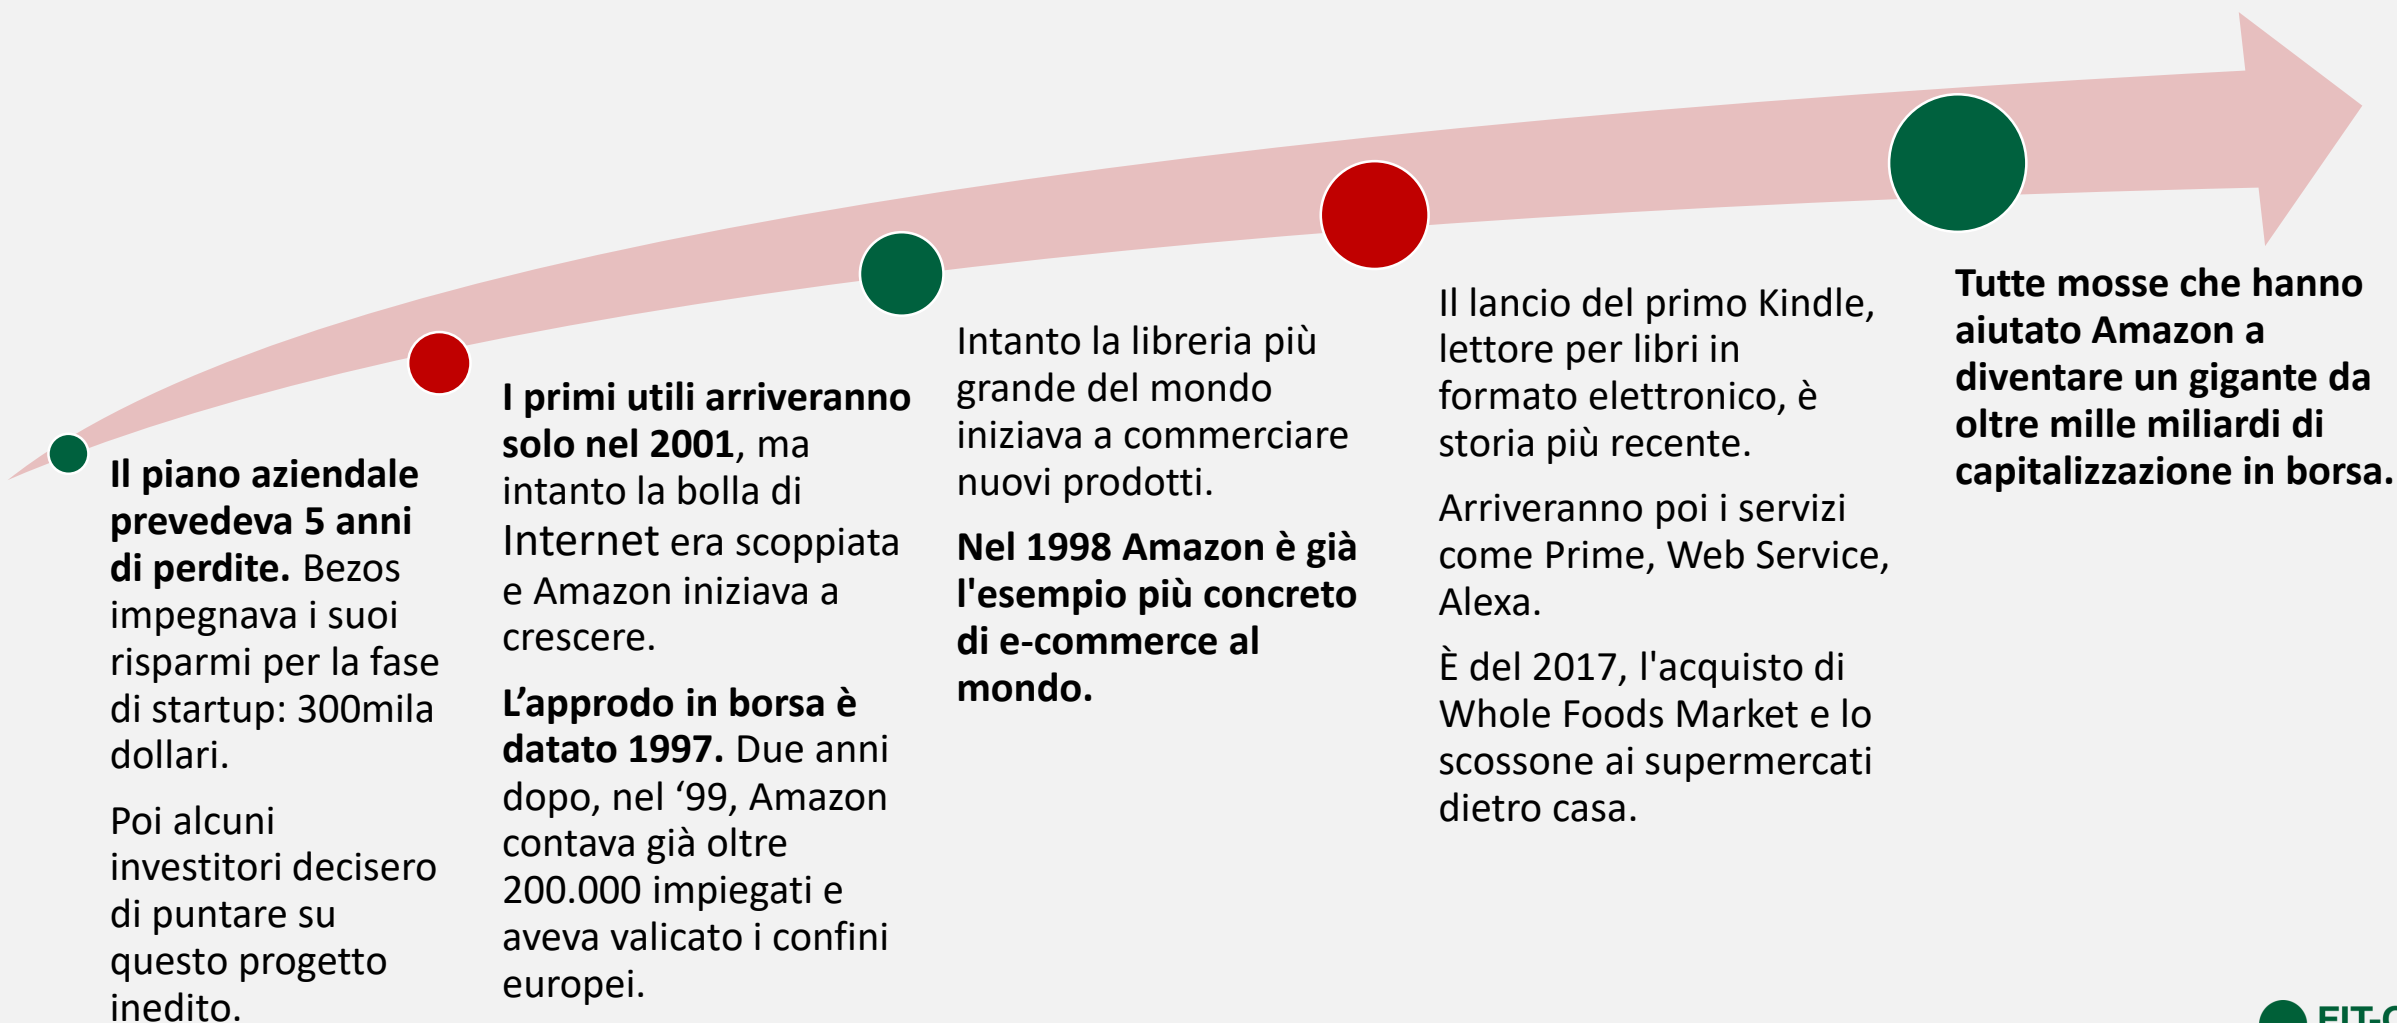 Il piano aziendale
prevedeva 5 anni
di perdite. Bezos
impegnava i suoi
risparmi per la fase
di startup: 300mila
dollari.
Poi alcuni
investitori decisero
di puntare su
questo progetto
inedito.
I primi utili arriveranno
solo nel 2001, ma
intanto la bolla di
Internet era scoppiata
e Amazon iniziava a
crescere.
L’approdo in borsa è
datato 1997. Due anni
dopo, nel ‘99, Amazon
contava già oltre
200.000 impiegati e
aveva valicato i confini
europei.
Intanto la libreria più
grande del mondo
iniziava a commerciare
nuovi prodotti.
Nel 1998 Amazon è già
l'esempio più concreto
di e-commerce al
mondo.
Il lancio del primo Kindle,
lettore per libri in
formato elettronico, è
storia più recente.
Arriveranno poi i servizi
come Prime, Web Service,
Alexa.
È del 2017, l'acquisto di
Whole Foods Market e lo
scossone ai supermercati
dietro casa.
Tutte mosse che hanno
aiutato Amazon a
diventare un gigante da
oltre mille miliardi di
capitalizzazione in borsa.